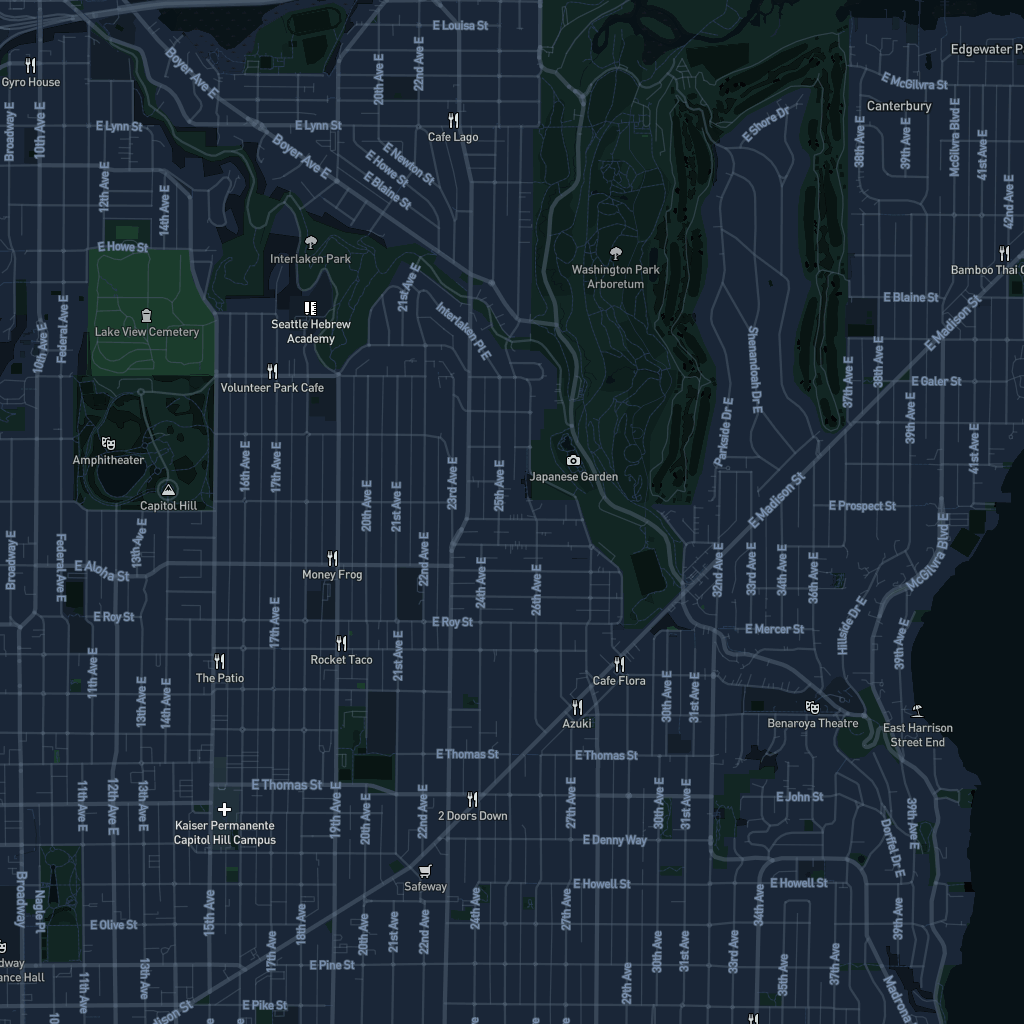 E Louisa St
Edgewater P
Gyro House
Boyer Ave E
20th Ave E
22nd Ave E
E McGilvra St
Canterbury
Broadway E
10th Ave E
E Lynn St
E Lynn St
Cafe Lago
E Shore Dr
38th Ave E
39th Ave E
McGilvra Blvd E
41st Ave E
Boyer Ave E
E Newton St
E Howe St
E Blaine St
12th Ave E
14th Ave E
42nd Ave E
E Howe St
Interlaken Park
Washington Park
Arboretum
Bamboo Thai C
21st Ave E
E Blaine St
E Madison St
Lake View Cemetery
Seattle Hebrew
Academy
Interlaken Pl E
10th Ave E
Federal Ave E
Shenandoah Dr E
37th Ave E
38th Ave E
Volunteer Park Cafe
E Galer St
39th Ave E
Parkside Dr E
Amphitheater
Japanese Garden
41st Ave E
16th Ave E
17th Ave E
23rd Ave E
25th Ave E
Capitol Hill
20th Ave E
21st Ave E
E Madison St
E Prospect St
13th Ave E
Broadway E
Federal Ave E
E Aloha St
Money Frog
22nd Ave E
24th Ave E
26th Ave E
32nd Ave E
33rd Ave E
34th Ave E
36th Ave E
McGilvra Blvd E
E Roy St
17th Ave E
E Roy St
E Mercer St
Hillside Dr E
39th Ave E
21st Ave E
Rocket Taco
The Patio
11th Ave E
13th Ave E
14th Ave E
Cafe Flora
30th Ave E
31st Ave E
Azuki
Benaroya Theatre
East Harrison
Street End
E Thomas St
E Thomas St
E Thomas St
11th Ave E
12th Ave E
13th Ave E
19th Ave E
20th Ave E
22nd Ave E
2 Doors Down
27th Ave E
30th Ave E
31st Ave E
E John St
39th Ave E
Kaiser Permanente
Capitol Hill Campus
E Denny Way
Dorffel Dr E
Safeway
E Howell St
E Howell St
Broadway
Nagle Pl
15th Ave
18th Ave
24th Ave
27th Ave
34th Ave
39th Ave
E Olive St
20th Ave
21st Ave
22nd Ave
17th Ave
30th Ave
31st Ave
33rd Ave
dway
ance Hall
E Pine St
11th Ave
13th Ave
29th Ave
35th Ave
37th Ave
Madrona
E Pike St
dison St